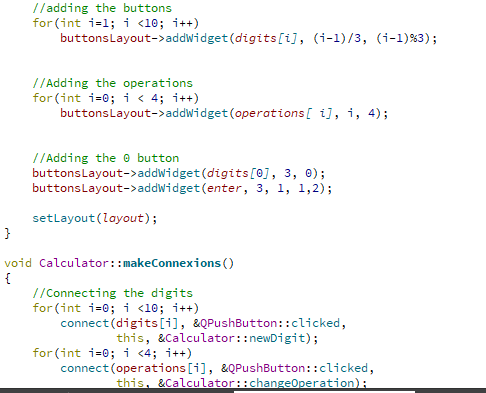 //adding the buttons
for(int i=1; i <10; i++)
buttonsLayout->addWidget(digits[i], (i-1)/3, (i-1)%3);
//Adding the operations
for(int i=0; i < 4; i++)
buttonsLayout->addWidget(operations[ i], i, 4);
//Adding the 0 button
buttonsLayout->addWidget(digits[0], 3, 0);
buttonsLayout->addWidget(enter, 3, 1, 1,2);
setLayout(layout);
}
void Calculator::makeConnexions()
{
//Connecting the digits
for(int i=0; i <10; i++)
connect(digits[i], &QPushButton::clicked,
this, &Calculator::newDigit);
for(int i=0; i <4; i++)
connect(operations[i], &QPushButton::clicked,
this, &Calculator::changeOperation);